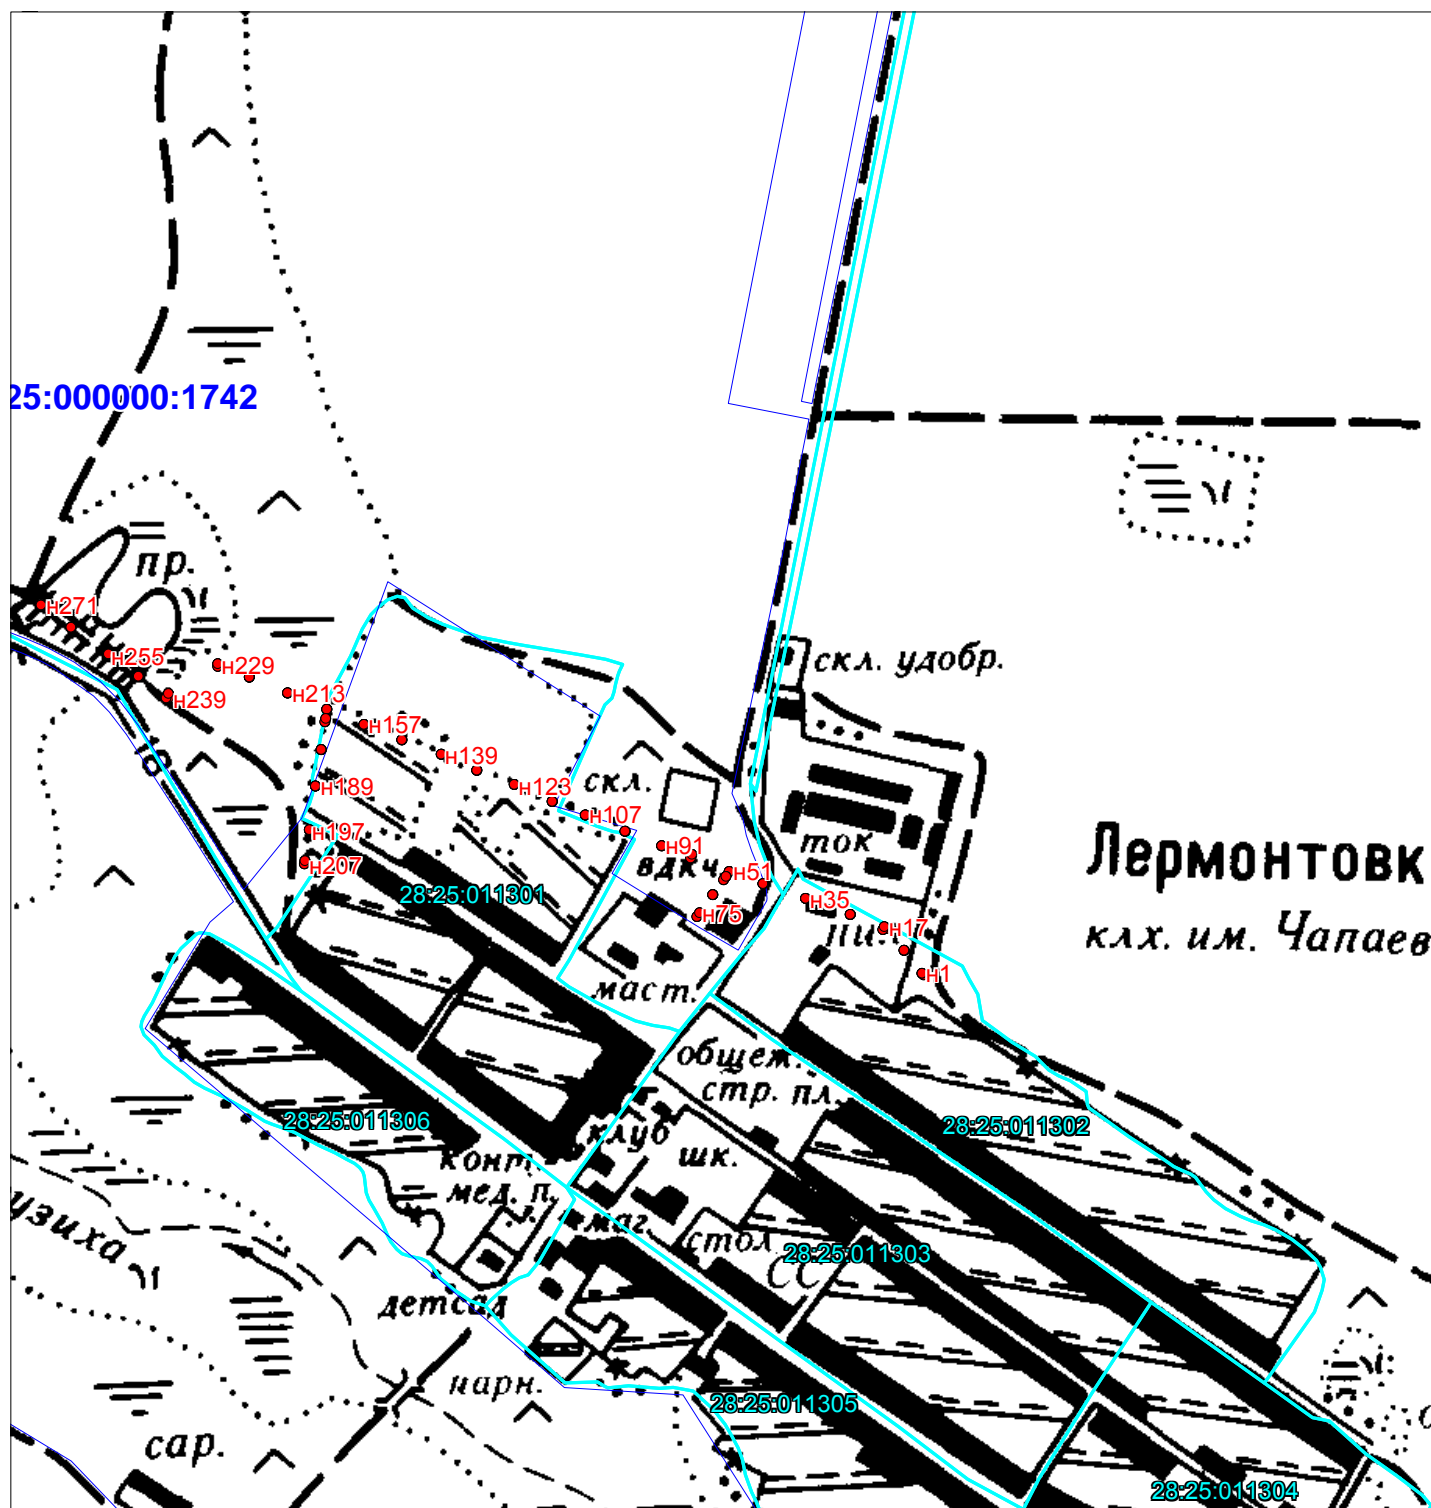 25:000000:1742
пр.
н271
н255
н239
н229
н213
н157
н139
н123
н107
н91
н51
н35
н17
н1
н75
н189
н197
н207
скл. удобр.
скл.
ток
вдкч.
Лермонтовк
клх. им. Чапаев
28:25:011301
маст.
общеж.
стр. пл.
28:25:011306
28:25:011302
клуб
шк.
конт.
мед. п.
маг.
стол.
28:25:011303
СС
узиха
детсад
парн.
28:25:011305
сар.
28:25:011304